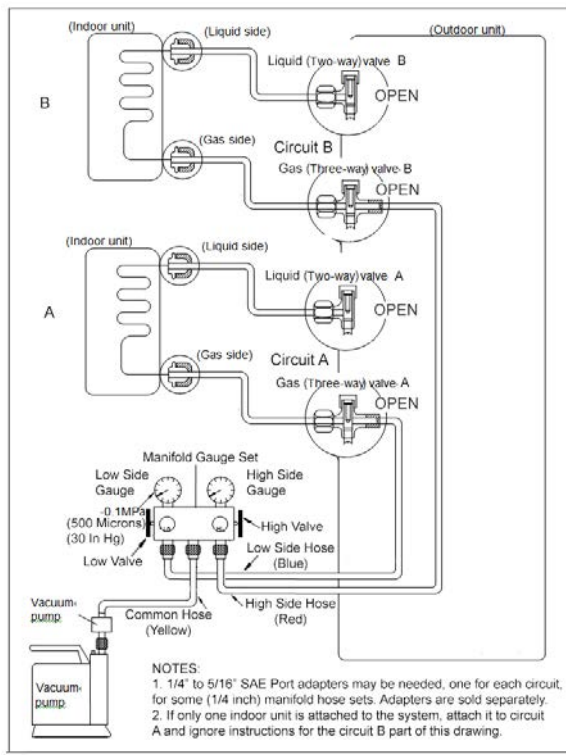 (Indoor unit)
(Liquid side)
(Outdoor unit)
Liquid (Two-way) valve B
OPEN
B
(Gas side)
Circuit B
Gas (Three-way) valve-B
OPEN
(Indoor unit)
(Liquid side)
Liquid (Two-way) valve A
OPEN
A
(Gas side)
Circuit A
Gas (Three-way) valve-A
OPEN
Manifold Gauge Set
Low Side
Gauge
High Side
Gauge
-0.1MPa
(500 Microns)
(30 In Hg)
Low Valve
High Valve
Low Side Hose
(Blue)
High Side Hose
(Red)
Common Hose
(Yellow)
Vacuum-
pump
Vacuum-
pump
NOTES:
1. 1/4" to 5/16" SAE Port adapters may be needed, one for each circuit,
for some (1/4 inch) manifold hose sets. Adapters are sold separately.
2. If only one indoor unit is attached to the system, attach it to circuit
A and ignore instructions for the circuit B part of this drawing.